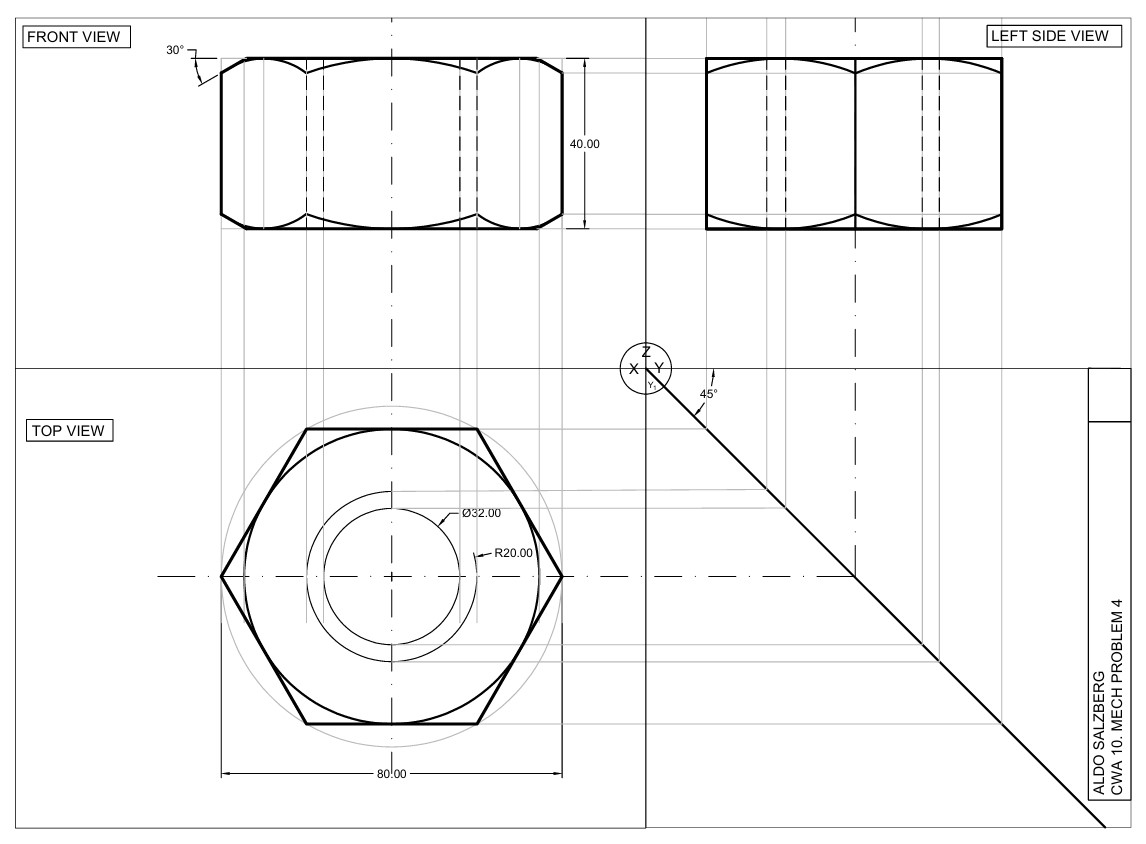 FRONT VIEW
LEFT SIDE VIEW
30°
40.00
Z
X Y
Y1
45°
TOP VIEW
Ø32.00
R20.00
80.00
ALDO SALZBERG
CWA 10. MECH PROBLEM 4